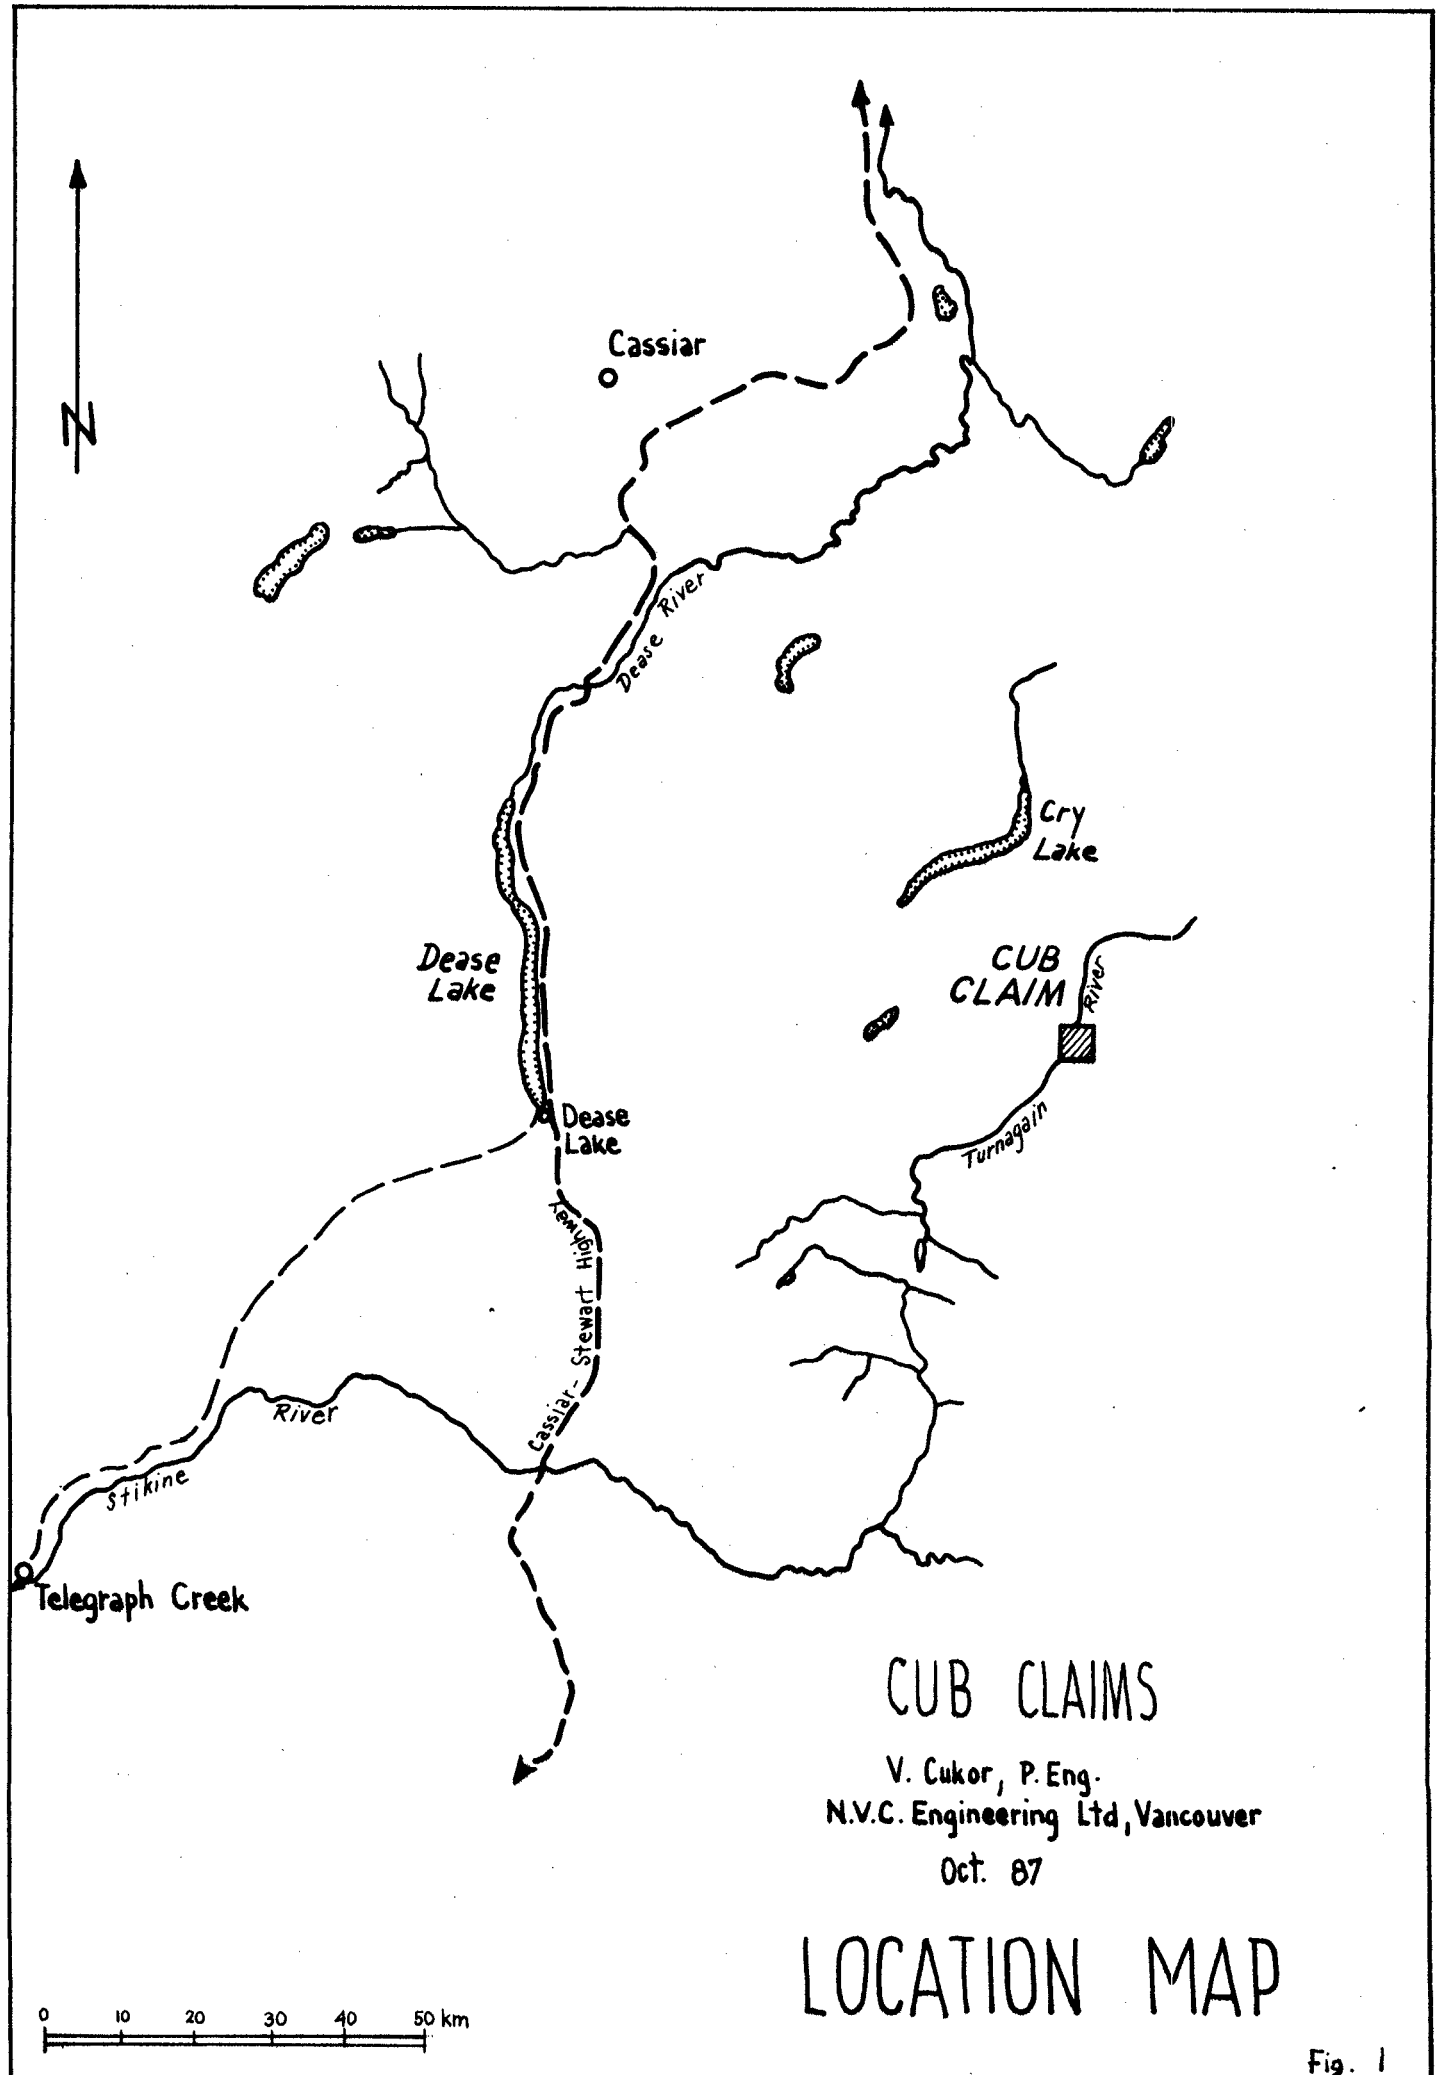 N
Cassiar
Dease River
Cry
Lake
Dease
Lake
CUB
CLAIM
River
Turnagain
Dease
Lake
Cassiar - Stewart Highway
River
Stikine
Telegraph Creek
CUB CLAIMS
V. Cukor, P. Eng.
N.V.C. Engineering Ltd, Vancouver
Oct. 87
LOCATION MAP
0 10 20 30 40 50 km
Fig. 1